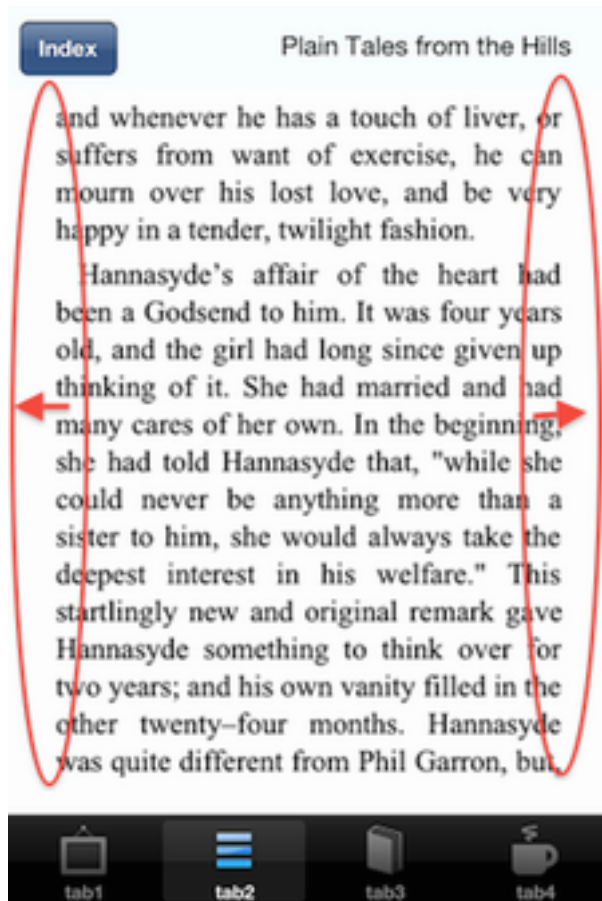 Index
Plain Tales from the Hills
and whenever he has a touch of liver, or
suffers from want of exercise, he can
mourn over his lost love, and be very
happy in a tender, twilight fashion.
Hannasyde's affair of the heart had
been a Godsend to him. It was four years
old, and the girl had long since given up
thinking of it. She had married and had
many cares of her own. In the beginning,
she had told Hannasyde that, "while she
could never be anything more than a
sister to him, she would always take the
deepest interest in his welfare." This
startlingly new and original remark gave
Hannasyde something to think over for
two years; and his own vanity filled in the
other twenty–four months. Hannasyde
was quite different from Phil Garron, but,
tab1 tab2 tab3 tab4